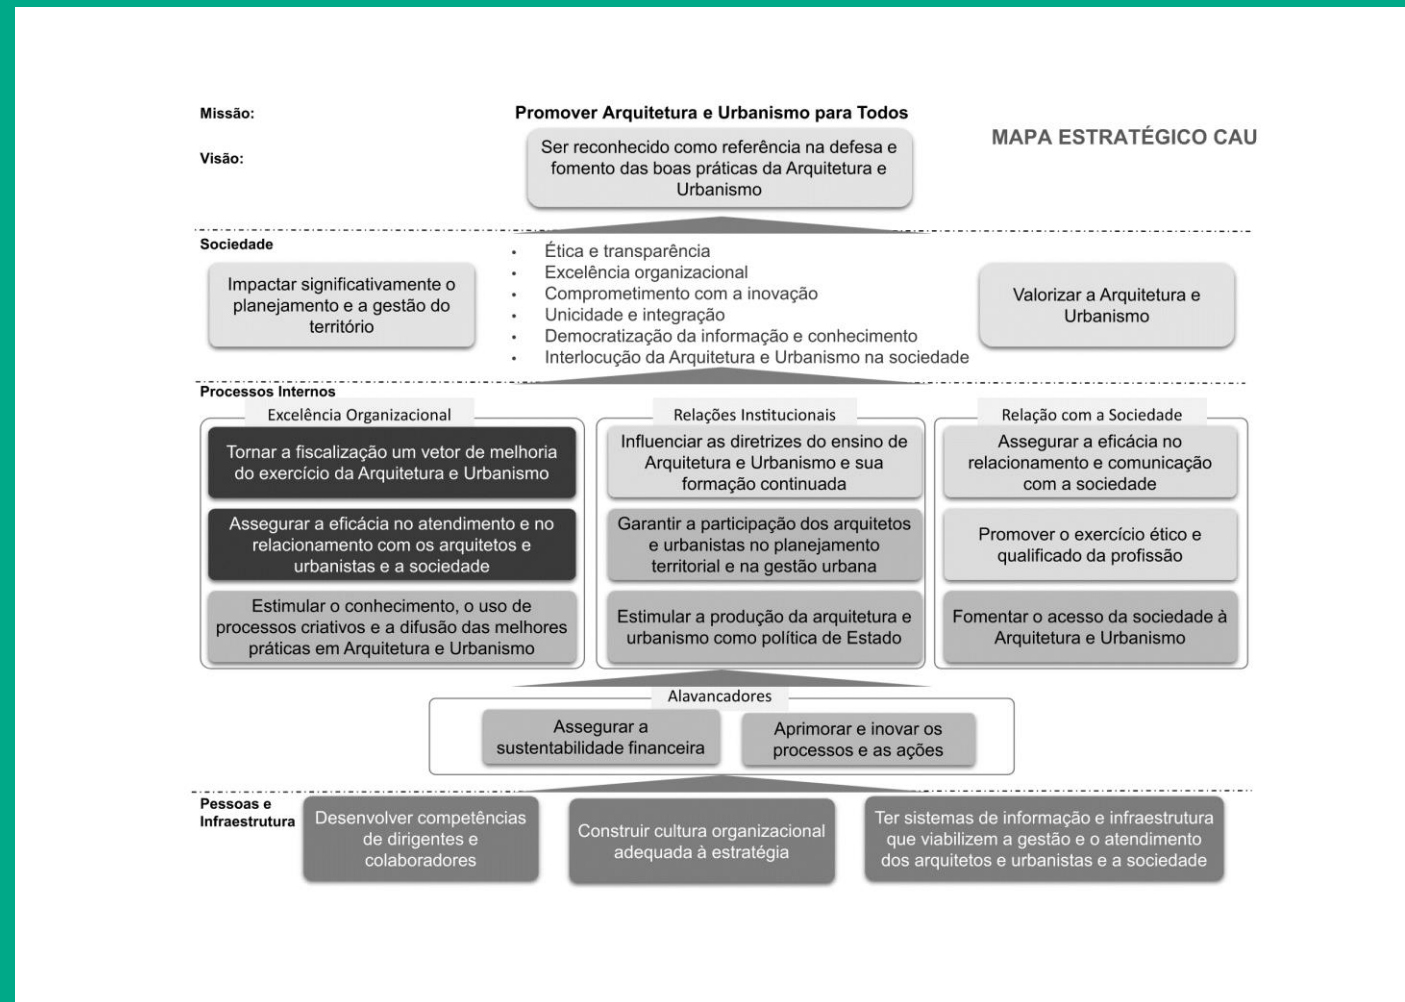 Missão:
Promover Arquitetura e Urbanismo para Todos
MAPA ESTRATÉGICO CAU
Visão:
Ser reconhecido como referência na defesa e
fomento das boas práticas da Arquitetura e
Urbanismo
Sociedade
Impactar significativamente o
planejamento e a gestão do
território
• Ética e transparência
• Excelência organizacional
• Comprometimento com a inovação
• Unicidade e integração
• Democratização da informação e conhecimento
• Interlocução da Arquitetura e Urbanismo na sociedade
Valorizar a Arquitetura e
Urbanismo
Processos Internos
Excelência Organizacional
Tornar a fiscalização um vetor de melhoria
do exercício da Arquitetura e Urbanismo
Assegurar a eficácia no atendimento e no
relacionamento com os arquitetos e
urbanistas e a sociedade
Estimular o conhecimento, o uso de
processos criativos e a difusão das melhores
práticas em Arquitetura e Urbanismo
Relações Institucionais
Influenciar as diretrizes do ensino de
Arquitetura e Urbanismo e sua
formação continuada
Garantir a participação dos arquitetos
e urbanistas no planejamento
territorial e na gestão urbana
Estimular a produção da arquitetura e
urbanismo como política de Estado
Relação com a Sociedade
Assegurar a eficácia no
relacionamento e comunicação
com a sociedade
Promover o exercício ético e
qualificado da profissão
Fomentar o acesso da sociedade à
Arquitetura e Urbanismo
Alavancadores
Assegurar a
sustentabilidade financeira
Aprimorar e inovar os
processos e as ações
Pessoas e
Infraestrutura
Desenvolver competências
de dirigentes e
colaboradores
Construir cultura organizacional
adequada à estratégia
Ter sistemas de informação e infraestrutura
que viabilizem a gestão e o atendimento
dos arquitetos e urbanistas e a sociedade